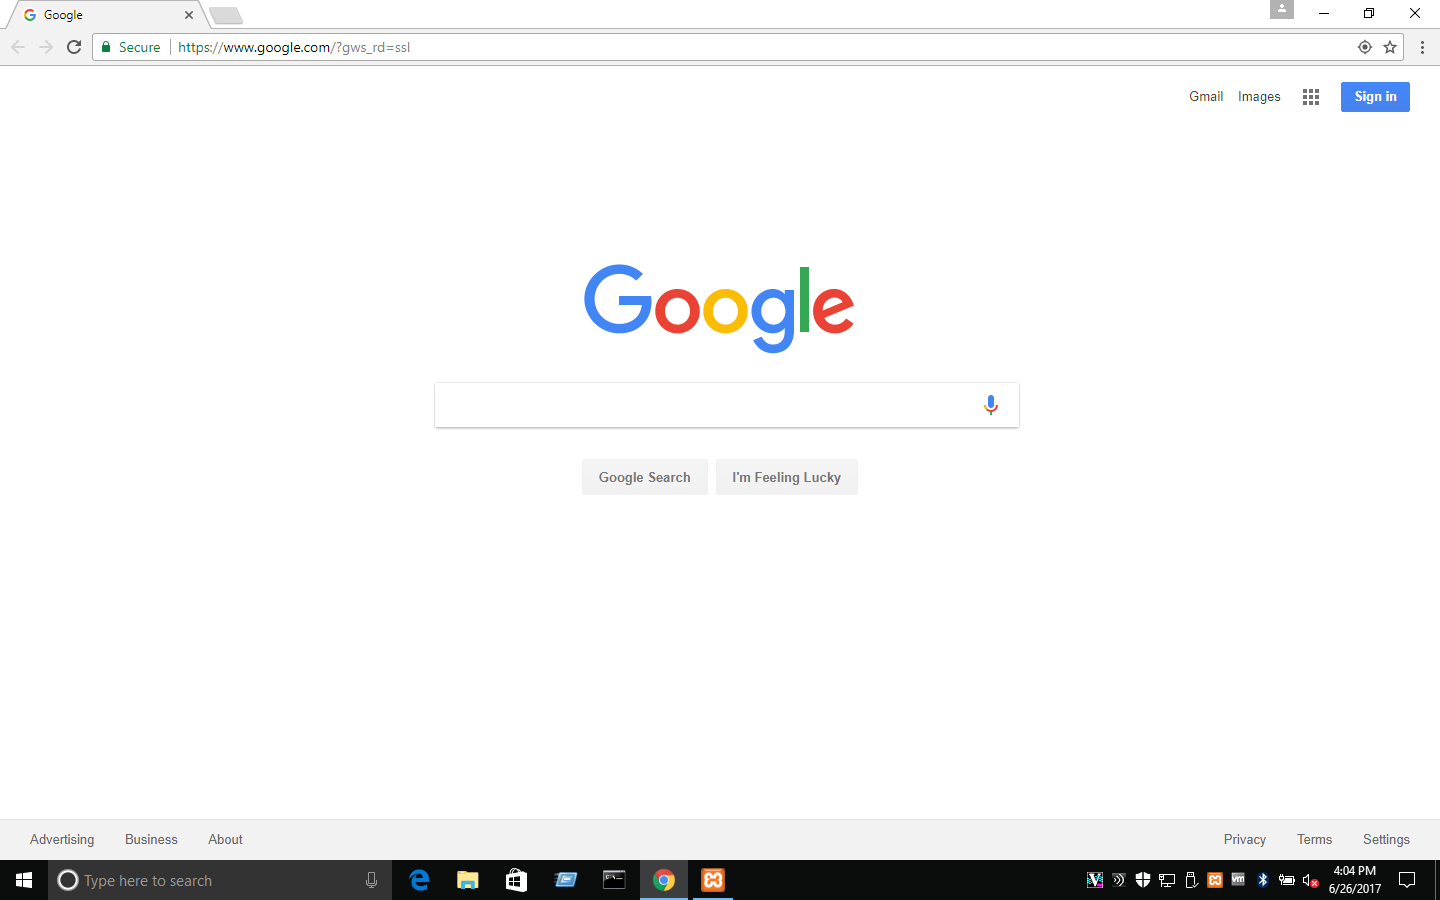 Google
Secure https://www.google.com/?gws_rd=ssl
Gmail Images Sign in
Google
Google Search I'm Feeling Lucky
Advertising Business About Privacy Terms Settings
Type here to search
4:04 PM
6/26/2017